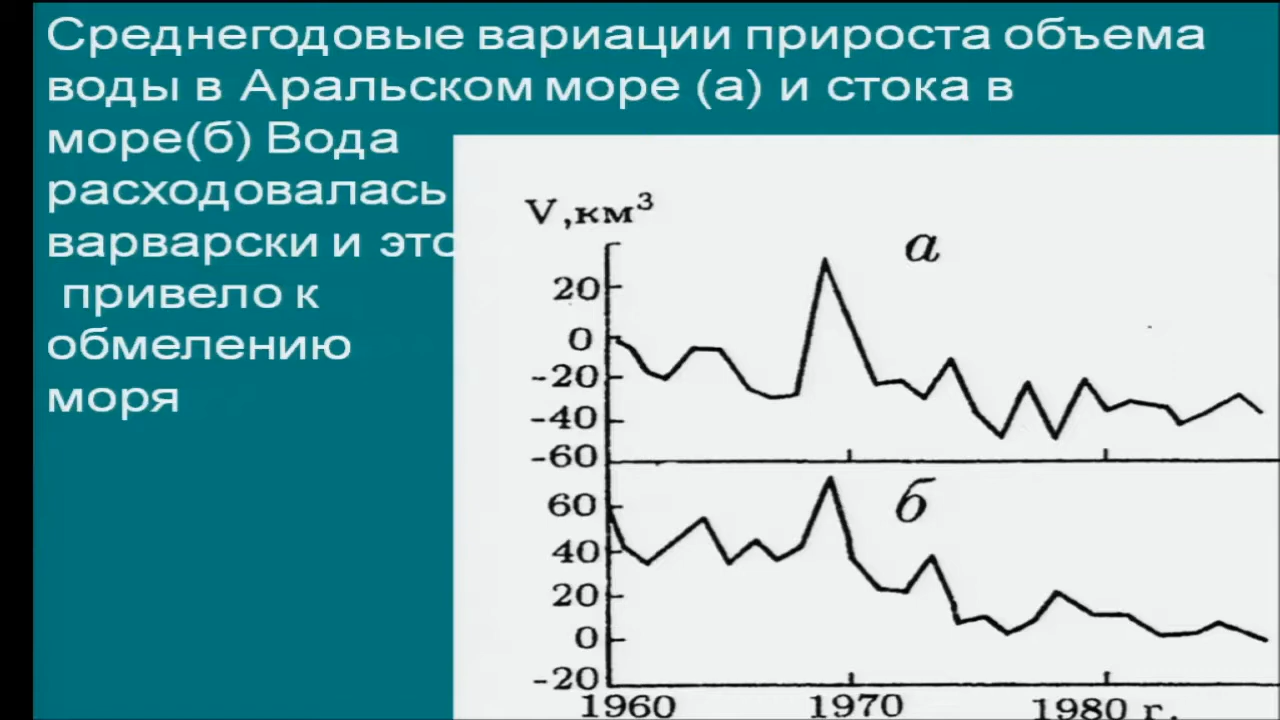 Среднегодовые вариации прироста объема
воды в Аральском море (а) и стока в
море(б) Вода
расходовалась
варварски и это
привело к
обмелению
моря
V,км³
а
20
0
-20
-40
-60
б
60
40
20
0
-20
1960 1970 1980 г.